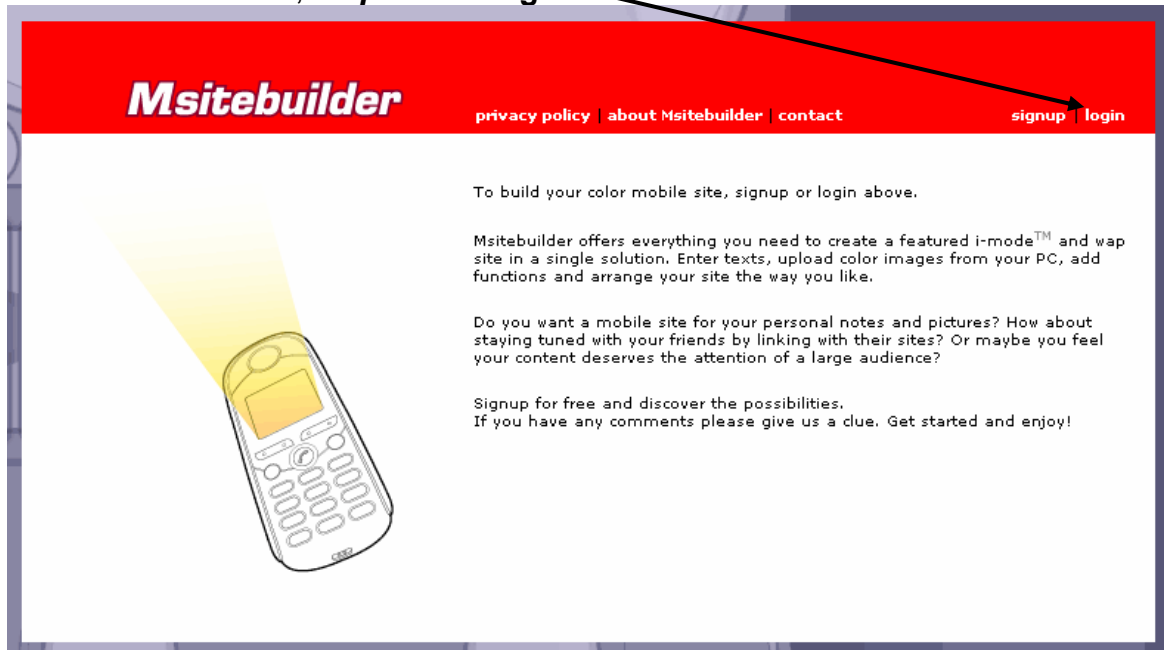 Msitebuilder
privacy policy | about Msitebuilder | contact
signup | login
To build your color mobile site, signup or login above.
Msitebuilder offers everything you need to create a featured i-mode™ and wap
site in a single solution. Enter texts, upload color images from your PC, add
functions and arrange your site the way you like.
Do you want a mobile site for your personal notes and pictures? How about
staying tuned with your friends by linking with their sites? Or maybe you feel
your content deserves the attention of a large audience?
Signup for free and discover the possibilities.
If you have any comments please give us a clue. Get started and enjoy!